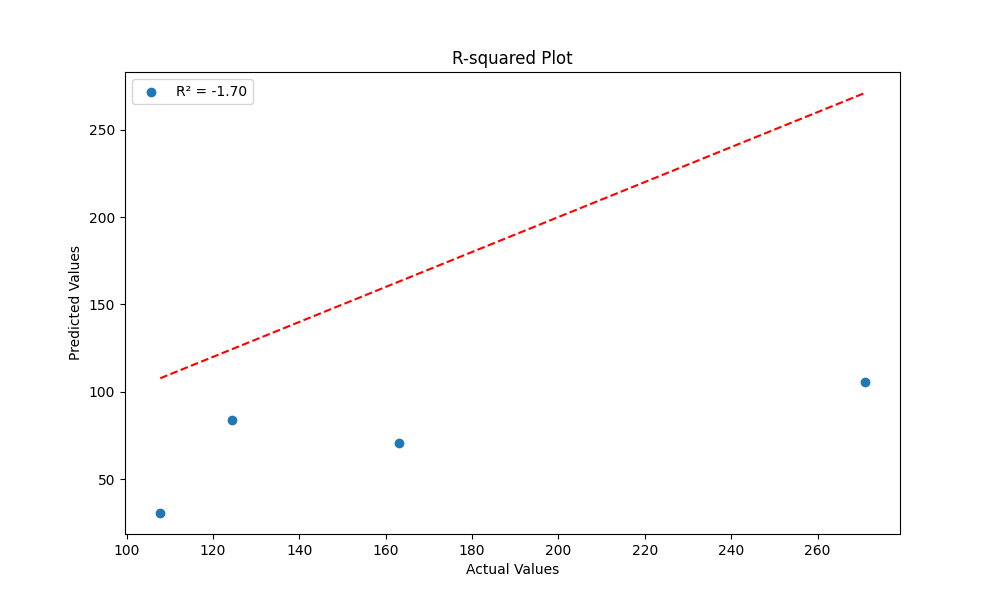 R-squared Plot
R² = -1.70
250
200
150
100
50
Predicted Values
100 120 140 160 180 200 220 240 260
Actual Values